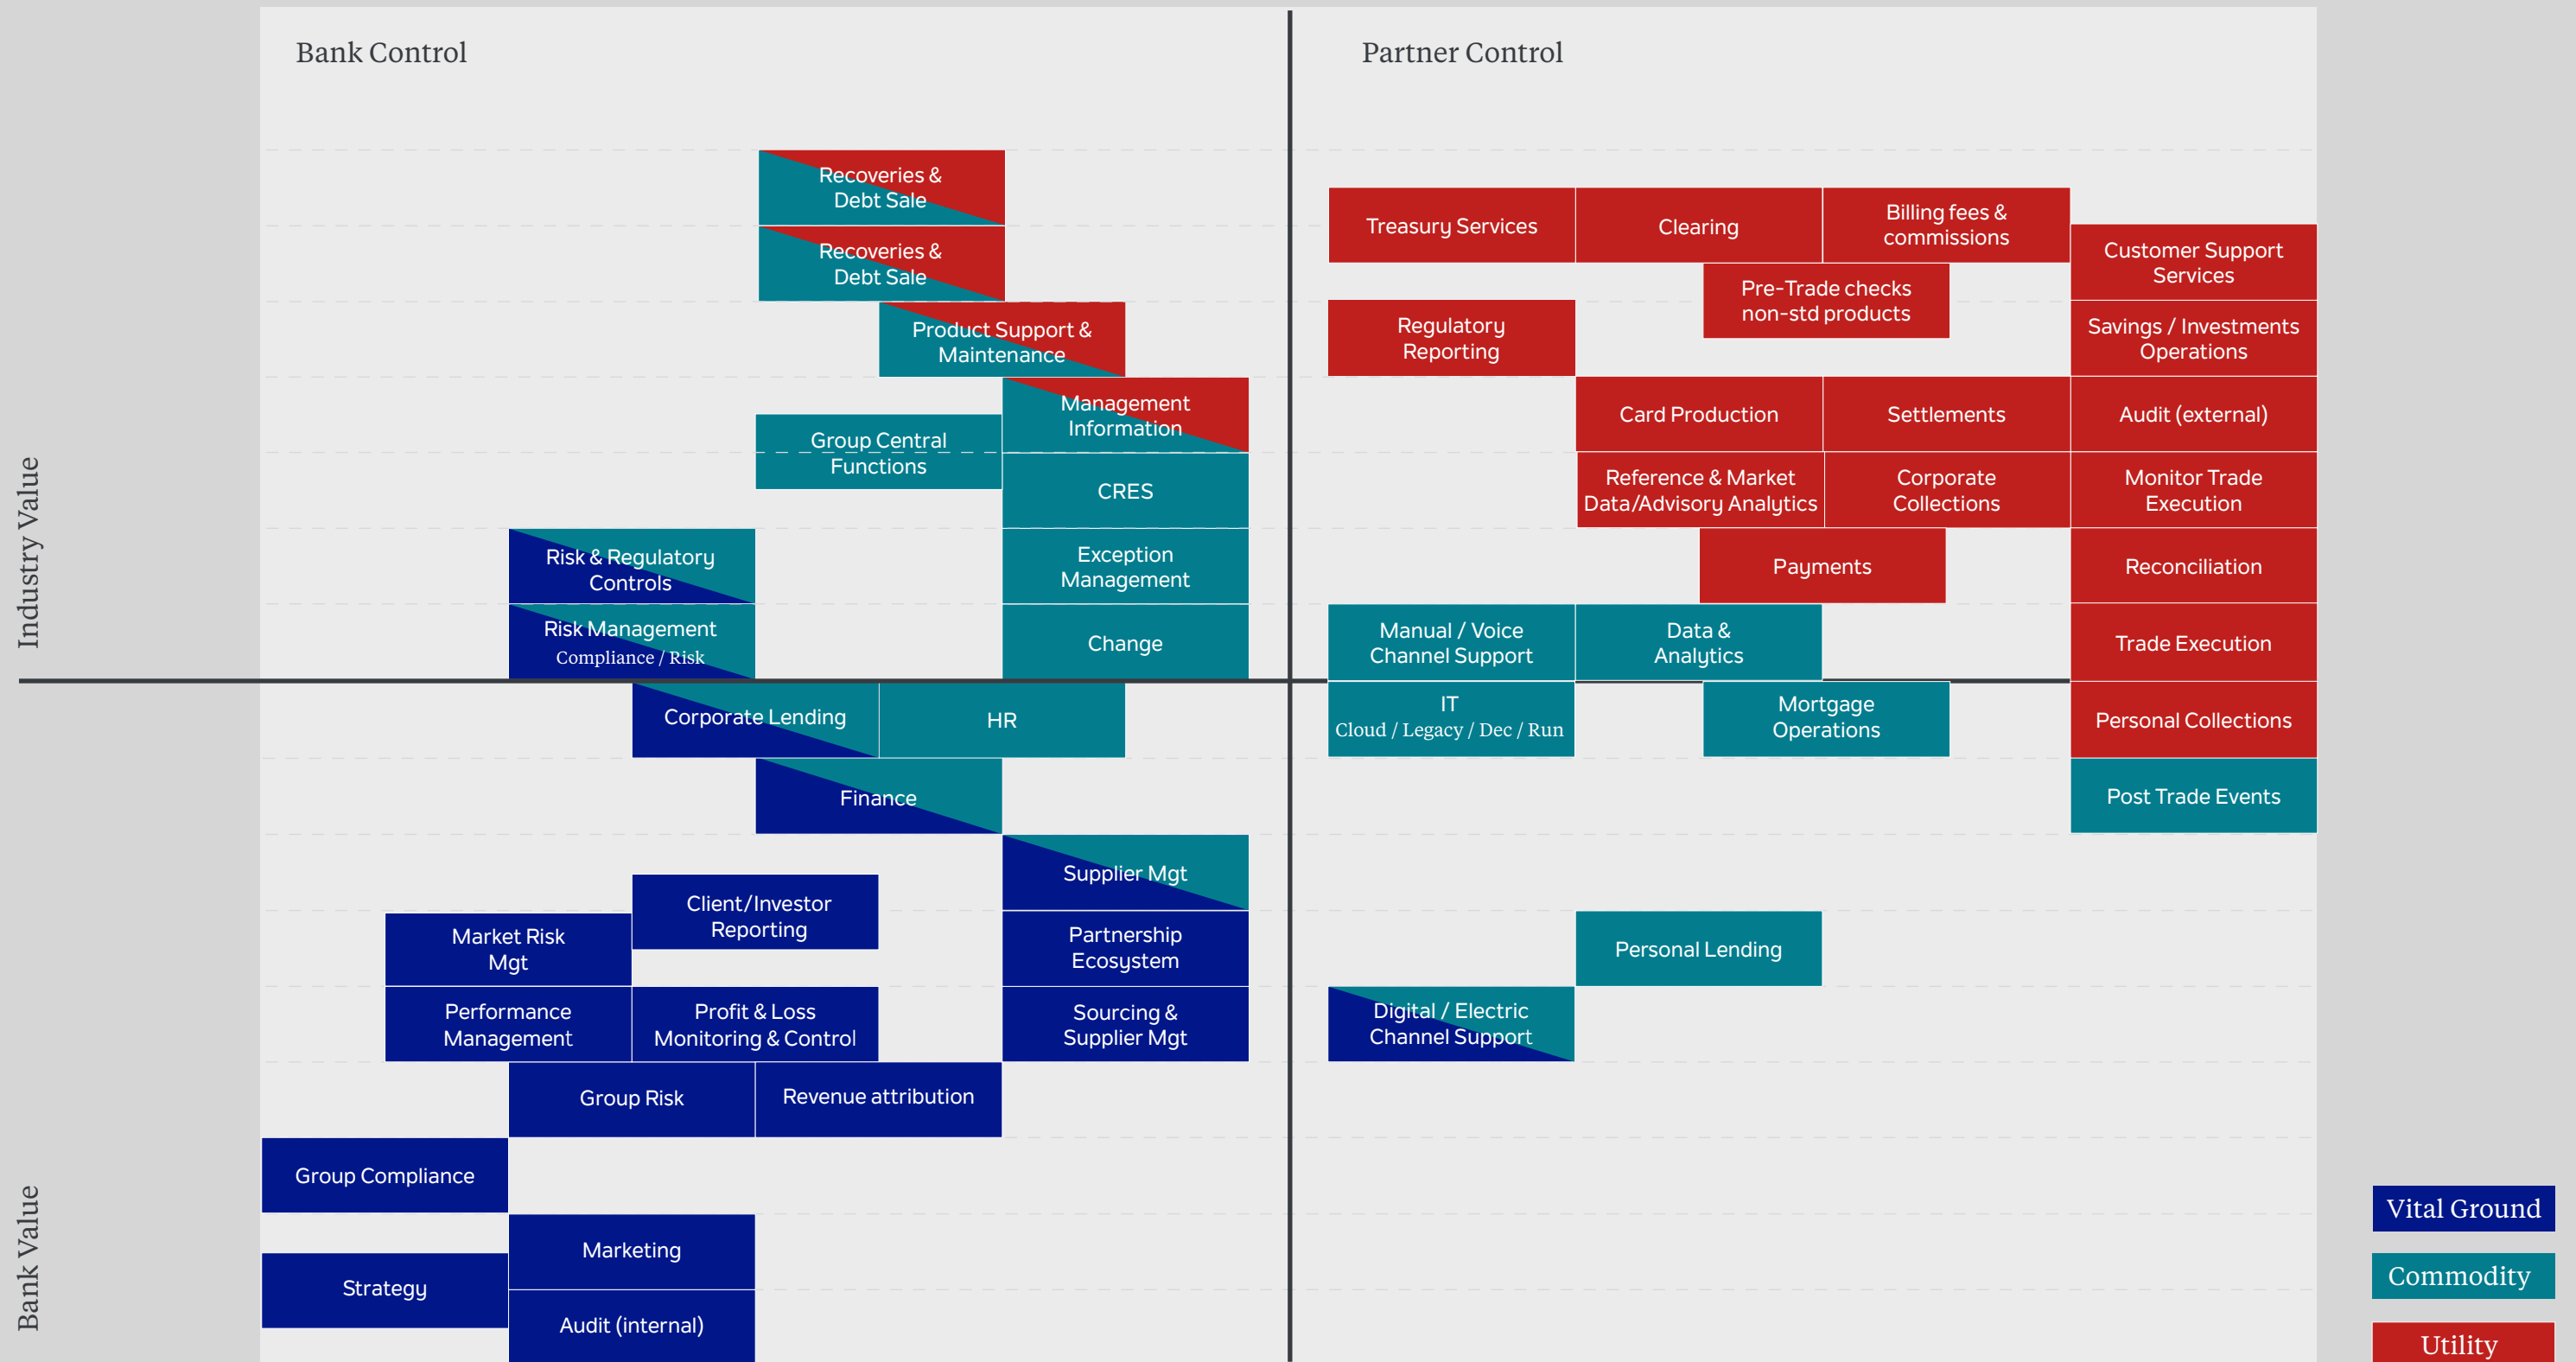 Bank Control
Partner Control
Recoveries &
Debt Sale
Treasury Services
Clearing
Billing fees &
commissions
Recoveries &
Debt Sale
Customer Support
Services
Pre-Trade checks
non-std products
Product Support &
Maintenance
Regulatory
Reporting
Savings / Investments
Operations
Management
Information
Card Production
Settlements
Audit (external)
Group Central
Functions
CRES
Reference & Market
Data/Advisory Analytics
Corporate
Collections
Monitor Trade
Execution
Industry Value
Risk & Regulatory
Controls
Exception
Management
Payments
Reconciliation
Risk Management
Compliance / Risk
Change
Manual / Voice
Channel Support
Data &
Analytics
Trade Execution
Corporate Lending
HR
IT
Cloud / Legacy / Dec / Run
Mortgage
Operations
Personal Collections
Finance
Post Trade Events
Supplier Mgt
Client/Investor
Reporting
Market Risk
Mgt
Partnership
Ecosystem
Personal Lending
Performance
Management
Profit & Loss
Monitoring & Control
Sourcing &
Supplier Mgt
Digital / Electric
Channel Support
Group Risk
Revenue attribution
Group Compliance
Bank Value
Marketing
Strategy
Audit (internal)
Vital Ground
Commodity
Utility